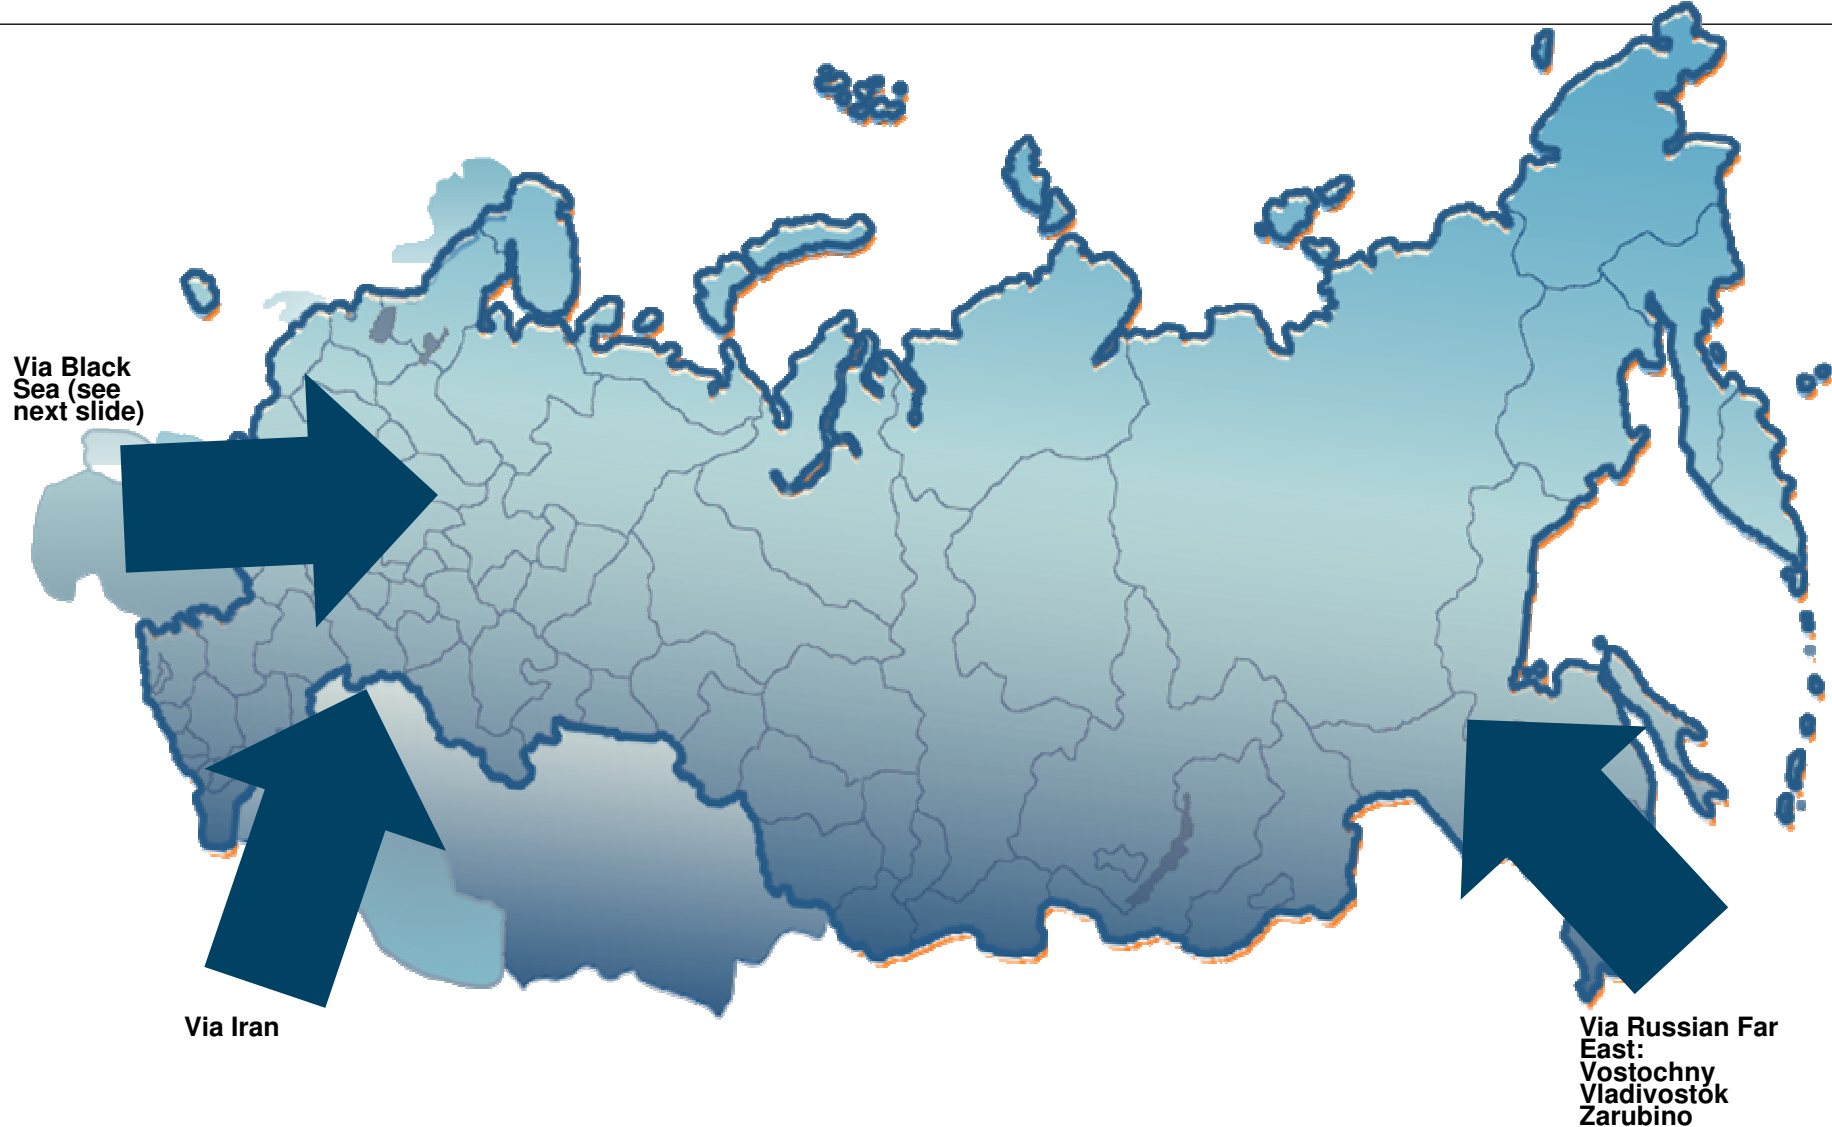 Via Black
Sea (see
next slide)
Via Iran
Via Russian Far
East:
Vostochny
Vladivostok
Zarubino